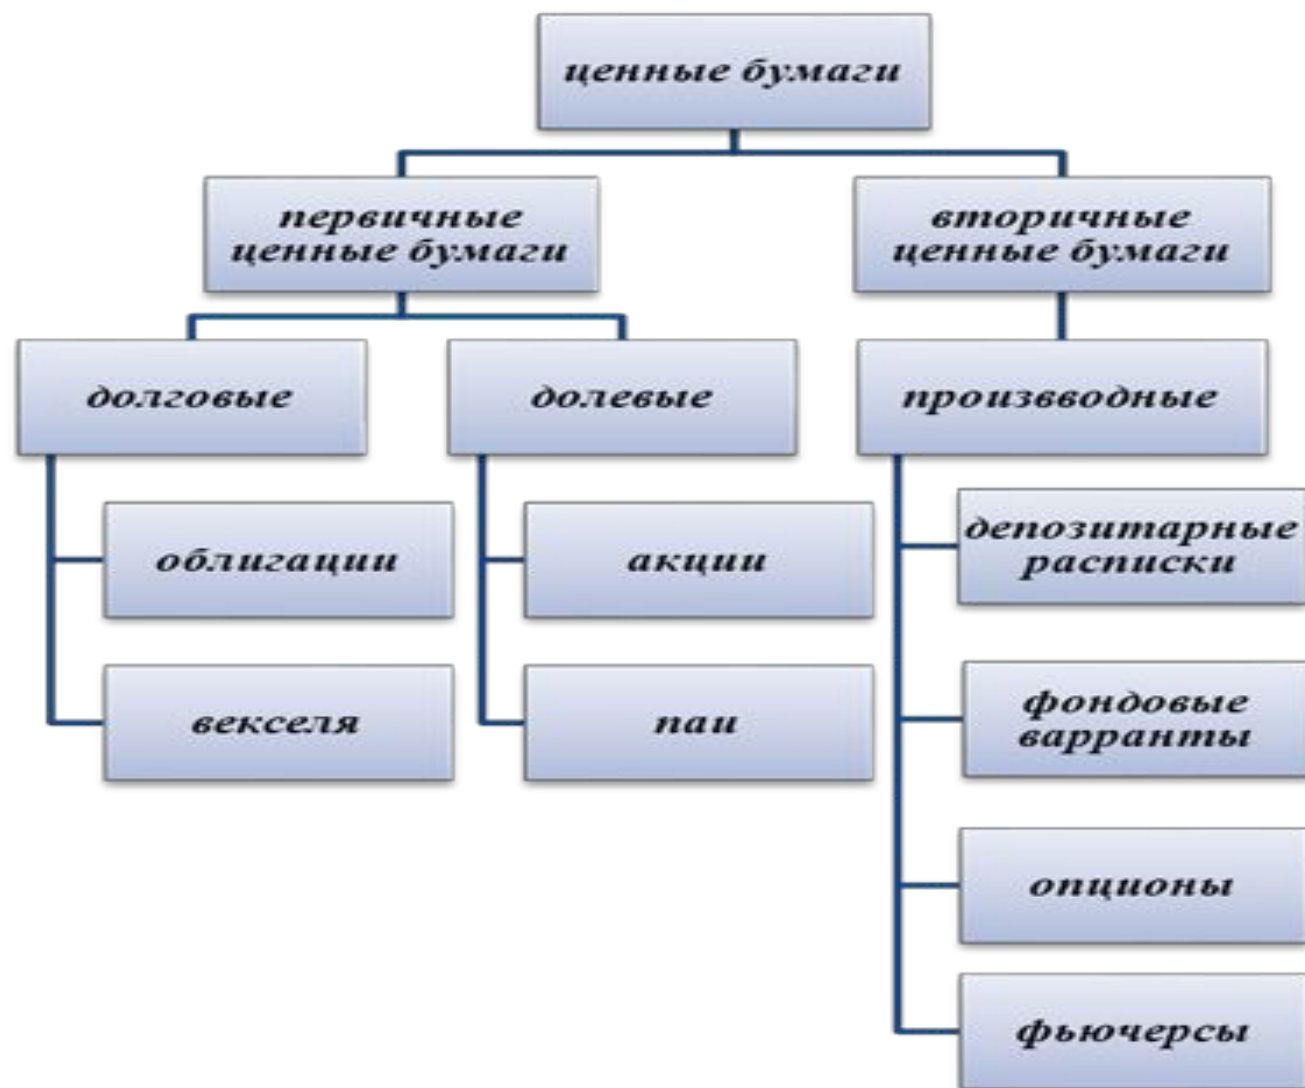 ценные бумаги
первичные
ценные бумаги
вторичные
ценные бумаги
долговые
долевые
произвводные
облигации
акции
депозитарные
расписки
векселя
паи
фондовые
варранты
опционы
фьючерсы